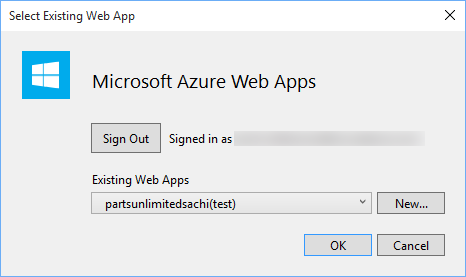 Select Existing Web App
Microsoft Azure Web Apps
Sign Out Signed in as
Existing Web Apps
partsunlimitedsachi(test) New...
OK Cancel